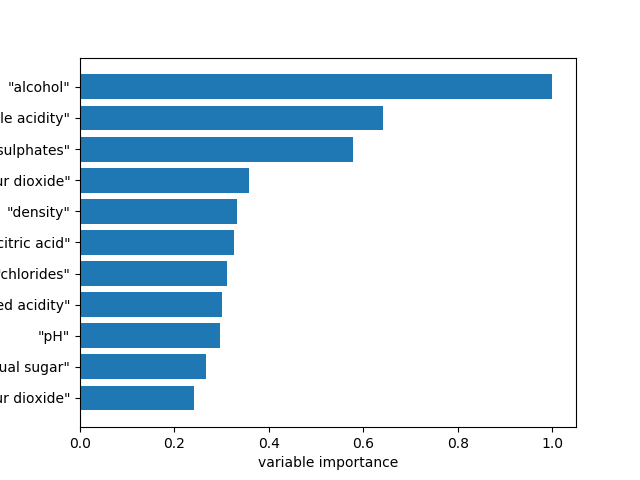 "alcohol"
le acidity"
sulphates"
ur dioxide"
"density"
citric acid"
chlorides"
ed acidity"
"pH"
ual sugar"
ur dioxide"
0.0 0.2 0.4 0.6 0.8 1.0
variable importance